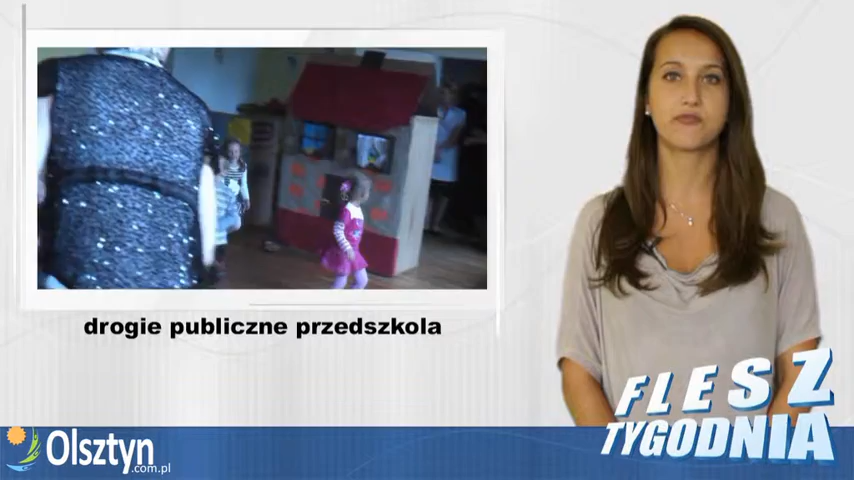 drogie publiczne przedszkola
FLESZ
TYGODNIA
Olsztyn
.com.pl